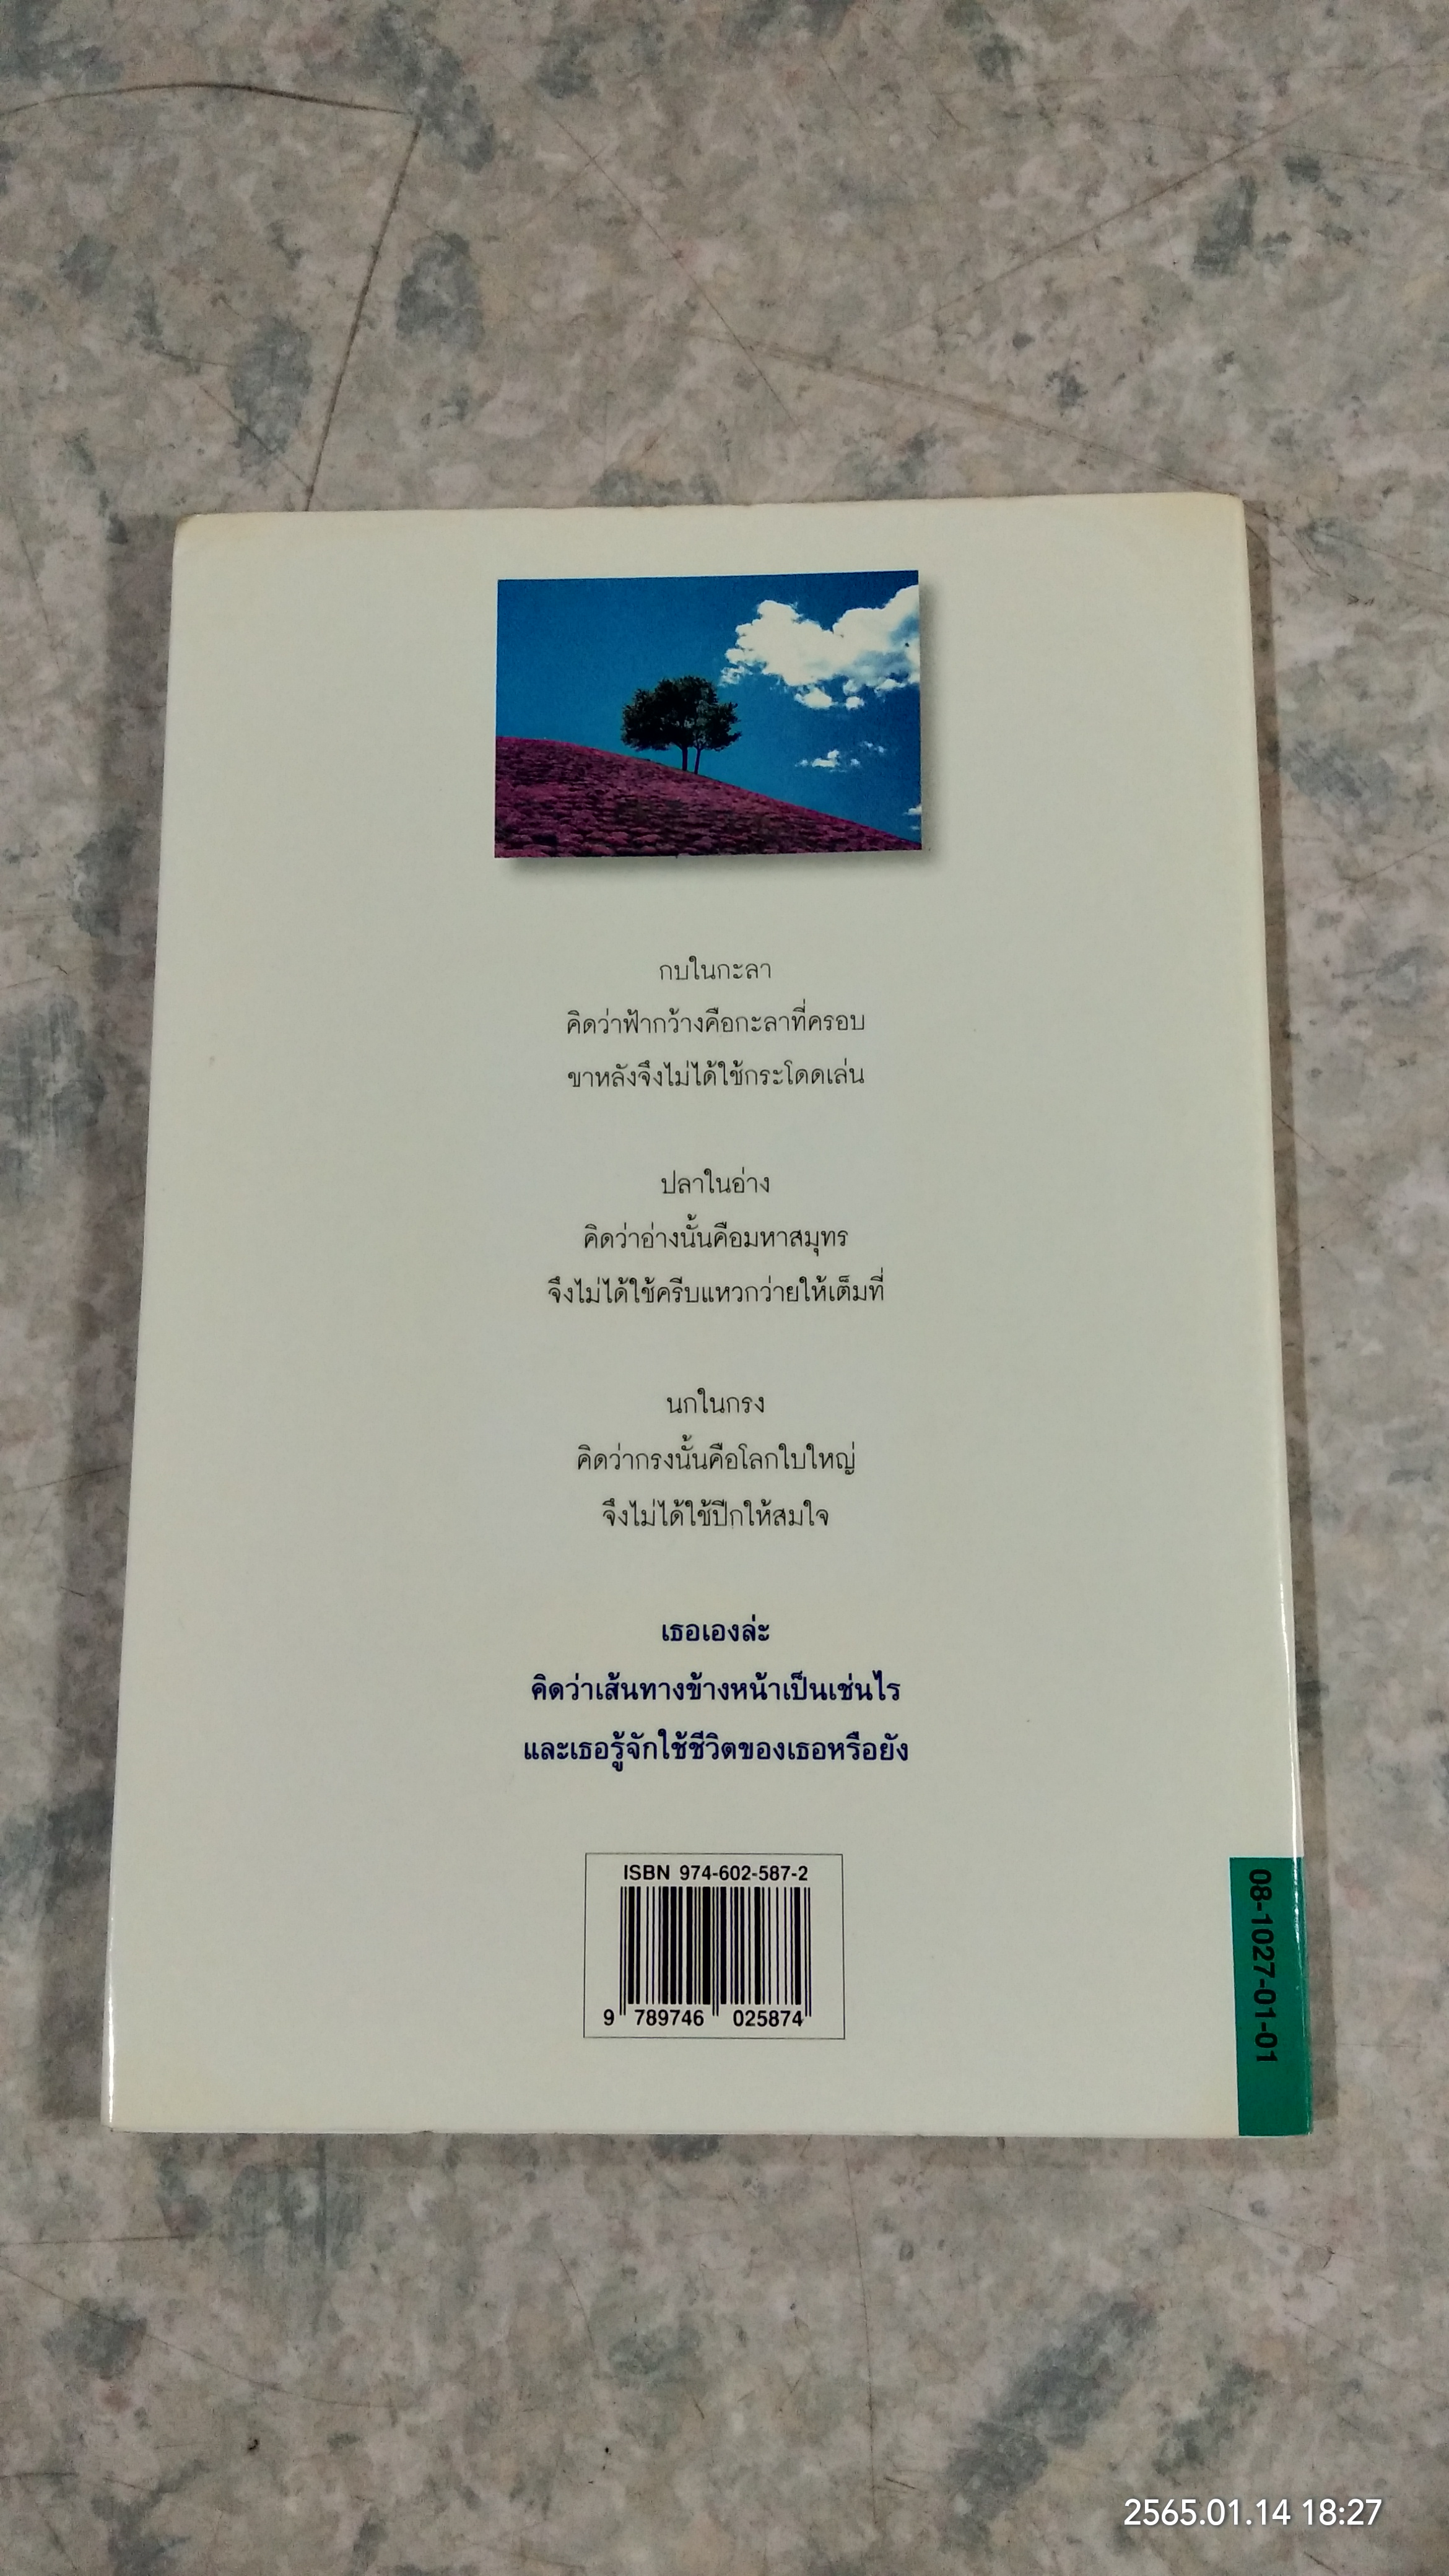 กบในกะลา
คิดว่าฟ้ากว้างคือกะลาที่ครอบ
ขาหลังจึงไม่ได้ใช้กระโดดเล่น
ปลาในอ่าง
คิดว่าอ่างนั้นคือมหาสมุทร
จึงไม่ได้ใช้ครีบแหวกว่ายให้เต็มที่
นกในกรง
คิดว่ากรงนั้นคือโลกใบใหญ่
จึงไม่ได้ใช้ปีกให้สมใจ
เธอเองล่ะ
คิดว่าเส้นทางข้างหน้าเป็นเช่นไร
และเธอรู้จักใช้ชีวิตของเธอหรือยัง
ISBN 974-602-587-2
9 789746 025874
08-1027-01-01
2565.01.14 18:27